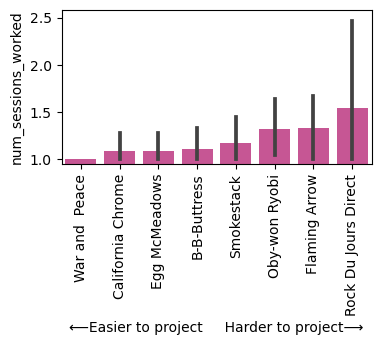 num_sessions_worked
2.5
2.0
1.5
1.0
War and  Peace
California Chrome
Egg McMeadows
B-B-Buttress
Smokestack
Oby-won Ryobi
Flaming Arrow
Rock Du Jours Direct
⟵Easier to project     Harder to project⟶